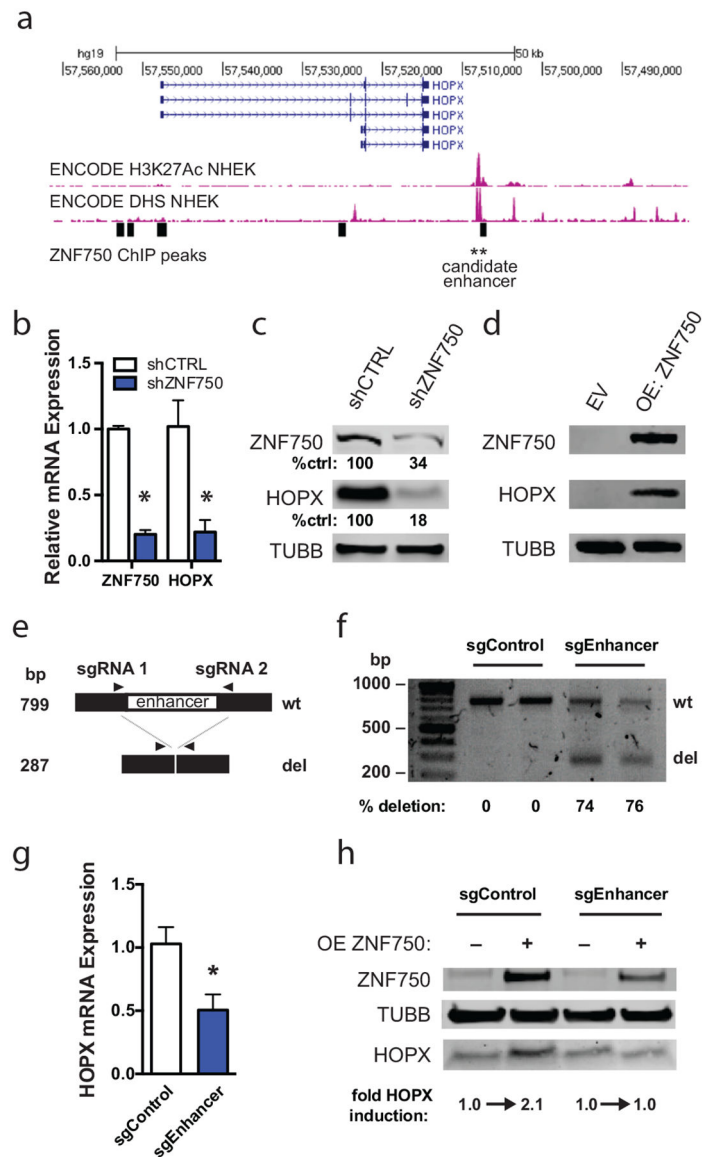 a
hg19
50 kb
57,560,000
57,550,000
57,540,000
57,530,000
57,520,000
57,510,000
57,500,000
57,490,000
HOPX
HOPX
HOPX
HOPX
HOPX
ENCODE H3K27Ac NHEK
ENCODE DHS NHEK
ZNF750 ChIP peaks
**
candidate
enhancer
b
shCTRL
shZNF750
Relative mRNA Expression
1.5
1.0
0.5
0.0
*
*
ZNF750 HOPX
c
shCTRL
shZNF750
ZNF750
%ctrl: 100 34
HOPX
%ctrl: 100 18
TUBB
d
EV
OE: ZNF750
ZNF750
HOPX
TUBB
e
bp
sgRNA 1 sgRNA 2
799 enhancer wt
287 del
f
sgControl sgEnhancer
bp
1000
500
200
wt
del
% deletion: 0 0 74 76
g
HOPX mRNA Expression
1.5
1.0
0.5
0.0
*
sgControl
sgEnhancer
h
sgControl sgEnhancer
OE ZNF750: – + – +
ZNF750
TUBB
HOPX
fold HOPX
induction:
1.0 → 2.1 1.0 → 1.0